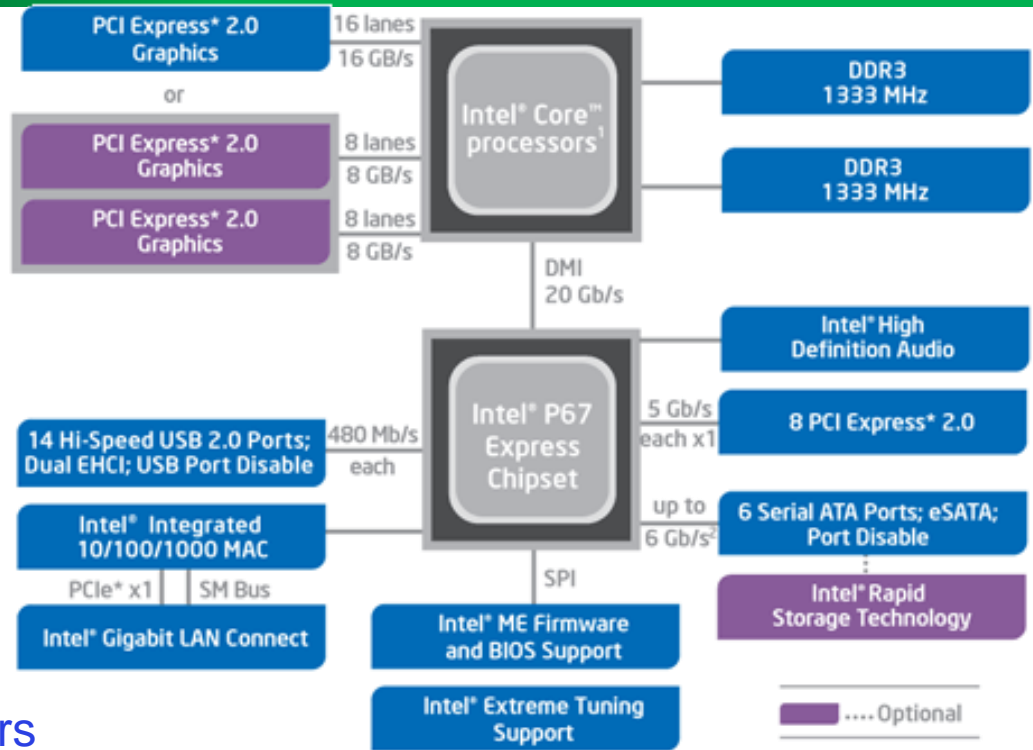 PCI Express* 2.0
Graphics
16 lanes
16 GB/s
or
PCI Express* 2.0
Graphics
8 lanes
8 GB/s
PCI Express* 2.0
Graphics
8 lanes
8 GB/s
Intel® Core™
processors¹
DDR3
1333 MHz
DDR3
1333 MHz
DMI
20 Gb/s
Intel® P67
Express
Chipset
Intel® High
Definition Audio
5 Gb/s
each x1
8 PCI Express* 2.0
14 Hi-Speed USB 2.0 Ports;
Dual EHCI; USB Port Disable
480 Mb/s
each
up to
6 Gb/s²
6 Serial ATA Ports; eSATA;
Port Disable
Intel® Integrated
10/100/1000 MAC
PCIe* x1
SM Bus
Intel® Gigabit LAN Connect
SPI
Intel® Rapid
Storage Technology
Intel® ME Firmware
and BIOS Support
Intel® Extreme Tuning
Support
.... Optional
rs